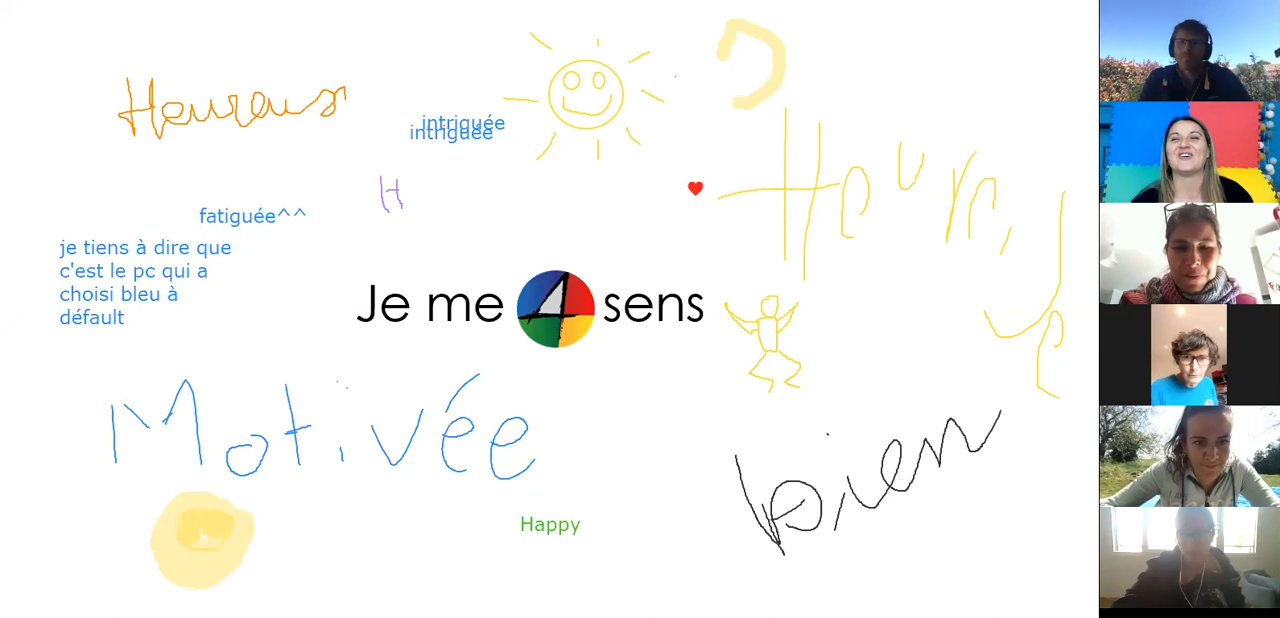 Heureux
intriguée
intriguée
H
fatiguée^^
je tiens à dire que
c'est le pc qui a
choisi bleu à
défault
Je me 4 sens
Motivée
Happy
bien